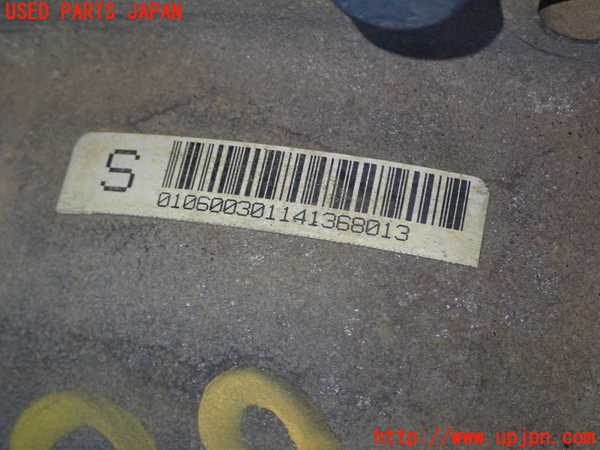 USED PARTS JAPAN
S
010600301141368013
http://www.upjpn.com/